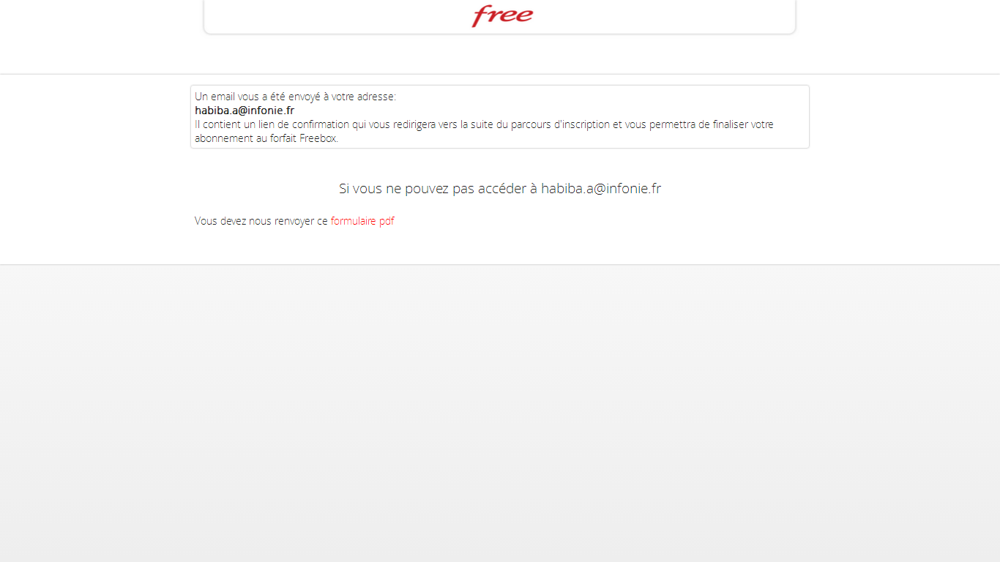 free
Un email vous a été envoyé à votre adresse:
habiba.a@infonie.fr
Il contient un lien de confirmation qui vous redirigera vers la suite du parcours d'inscription et vous permettra de finaliser votre
abonnement au forfait Freebox.
Si vous ne pouvez pas accéder à habiba.a@infonie.fr
Vous devez nous renvoyer ce formulaire pdf